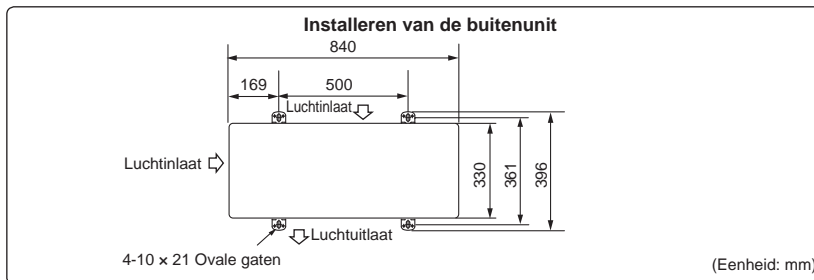 Installeren van de buitenunit
840
169
500
Luchtinlaat
Luchtinlaat
330
361
396
Luchtuitlaat
4-10 × 21 Ovale gaten
(Eenheid: mm)